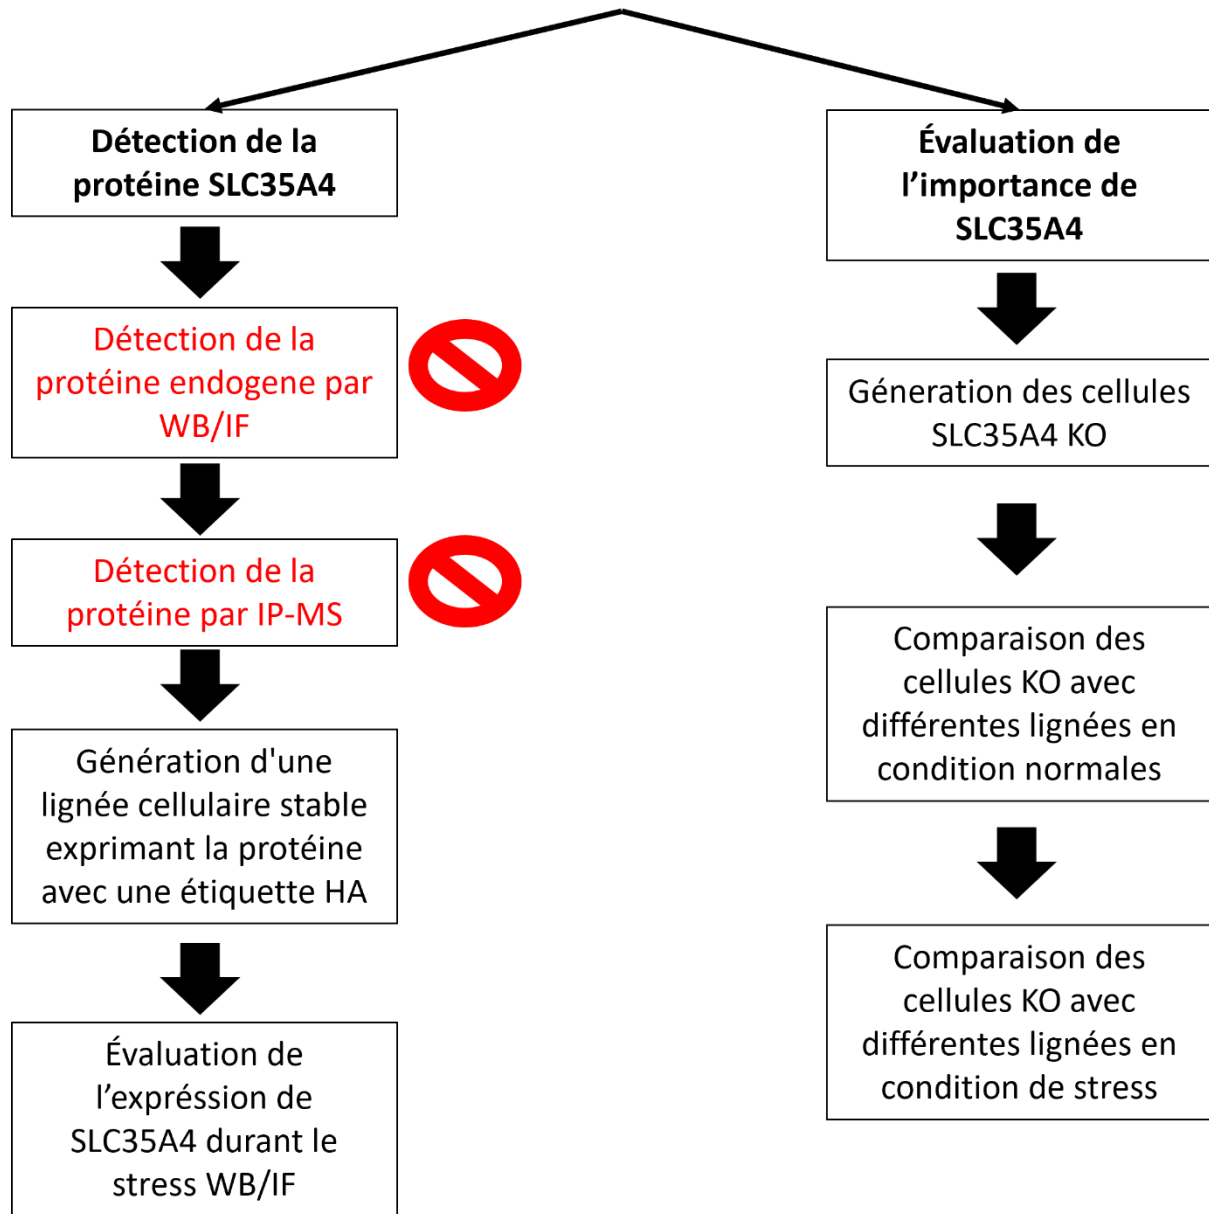 Détection de la
protéine SLC35A4
Détection de la
protéine endogene par
WB/IF
Détection de la
protéine par IP-MS
Génération d'une
lignée cellulaire stable
exprimant la protéine
avec une étiquette HA
Évaluation de
l’expréssion de
SLC35A4 durant le
stress WB/IF
Évaluation de
l’importance de
SLC35A4
Géneration des cellules
SLC35A4 KO
Comparaison des
cellules KO avec
différentes lignées en
condition normales
Comparaison des
cellules KO avec
différentes lignées en
condition de stress